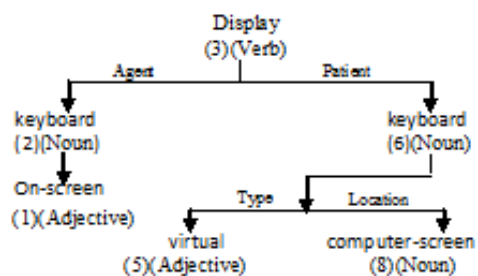 Display
(3)(Verb)
Agent Patient
keyboard keyboard
(2)(Noun) (6)(Noun)
On-screen
(1)(Adjective)
Type Location
virtual computer-screen
(5)(Adjective) (8)(Noun)